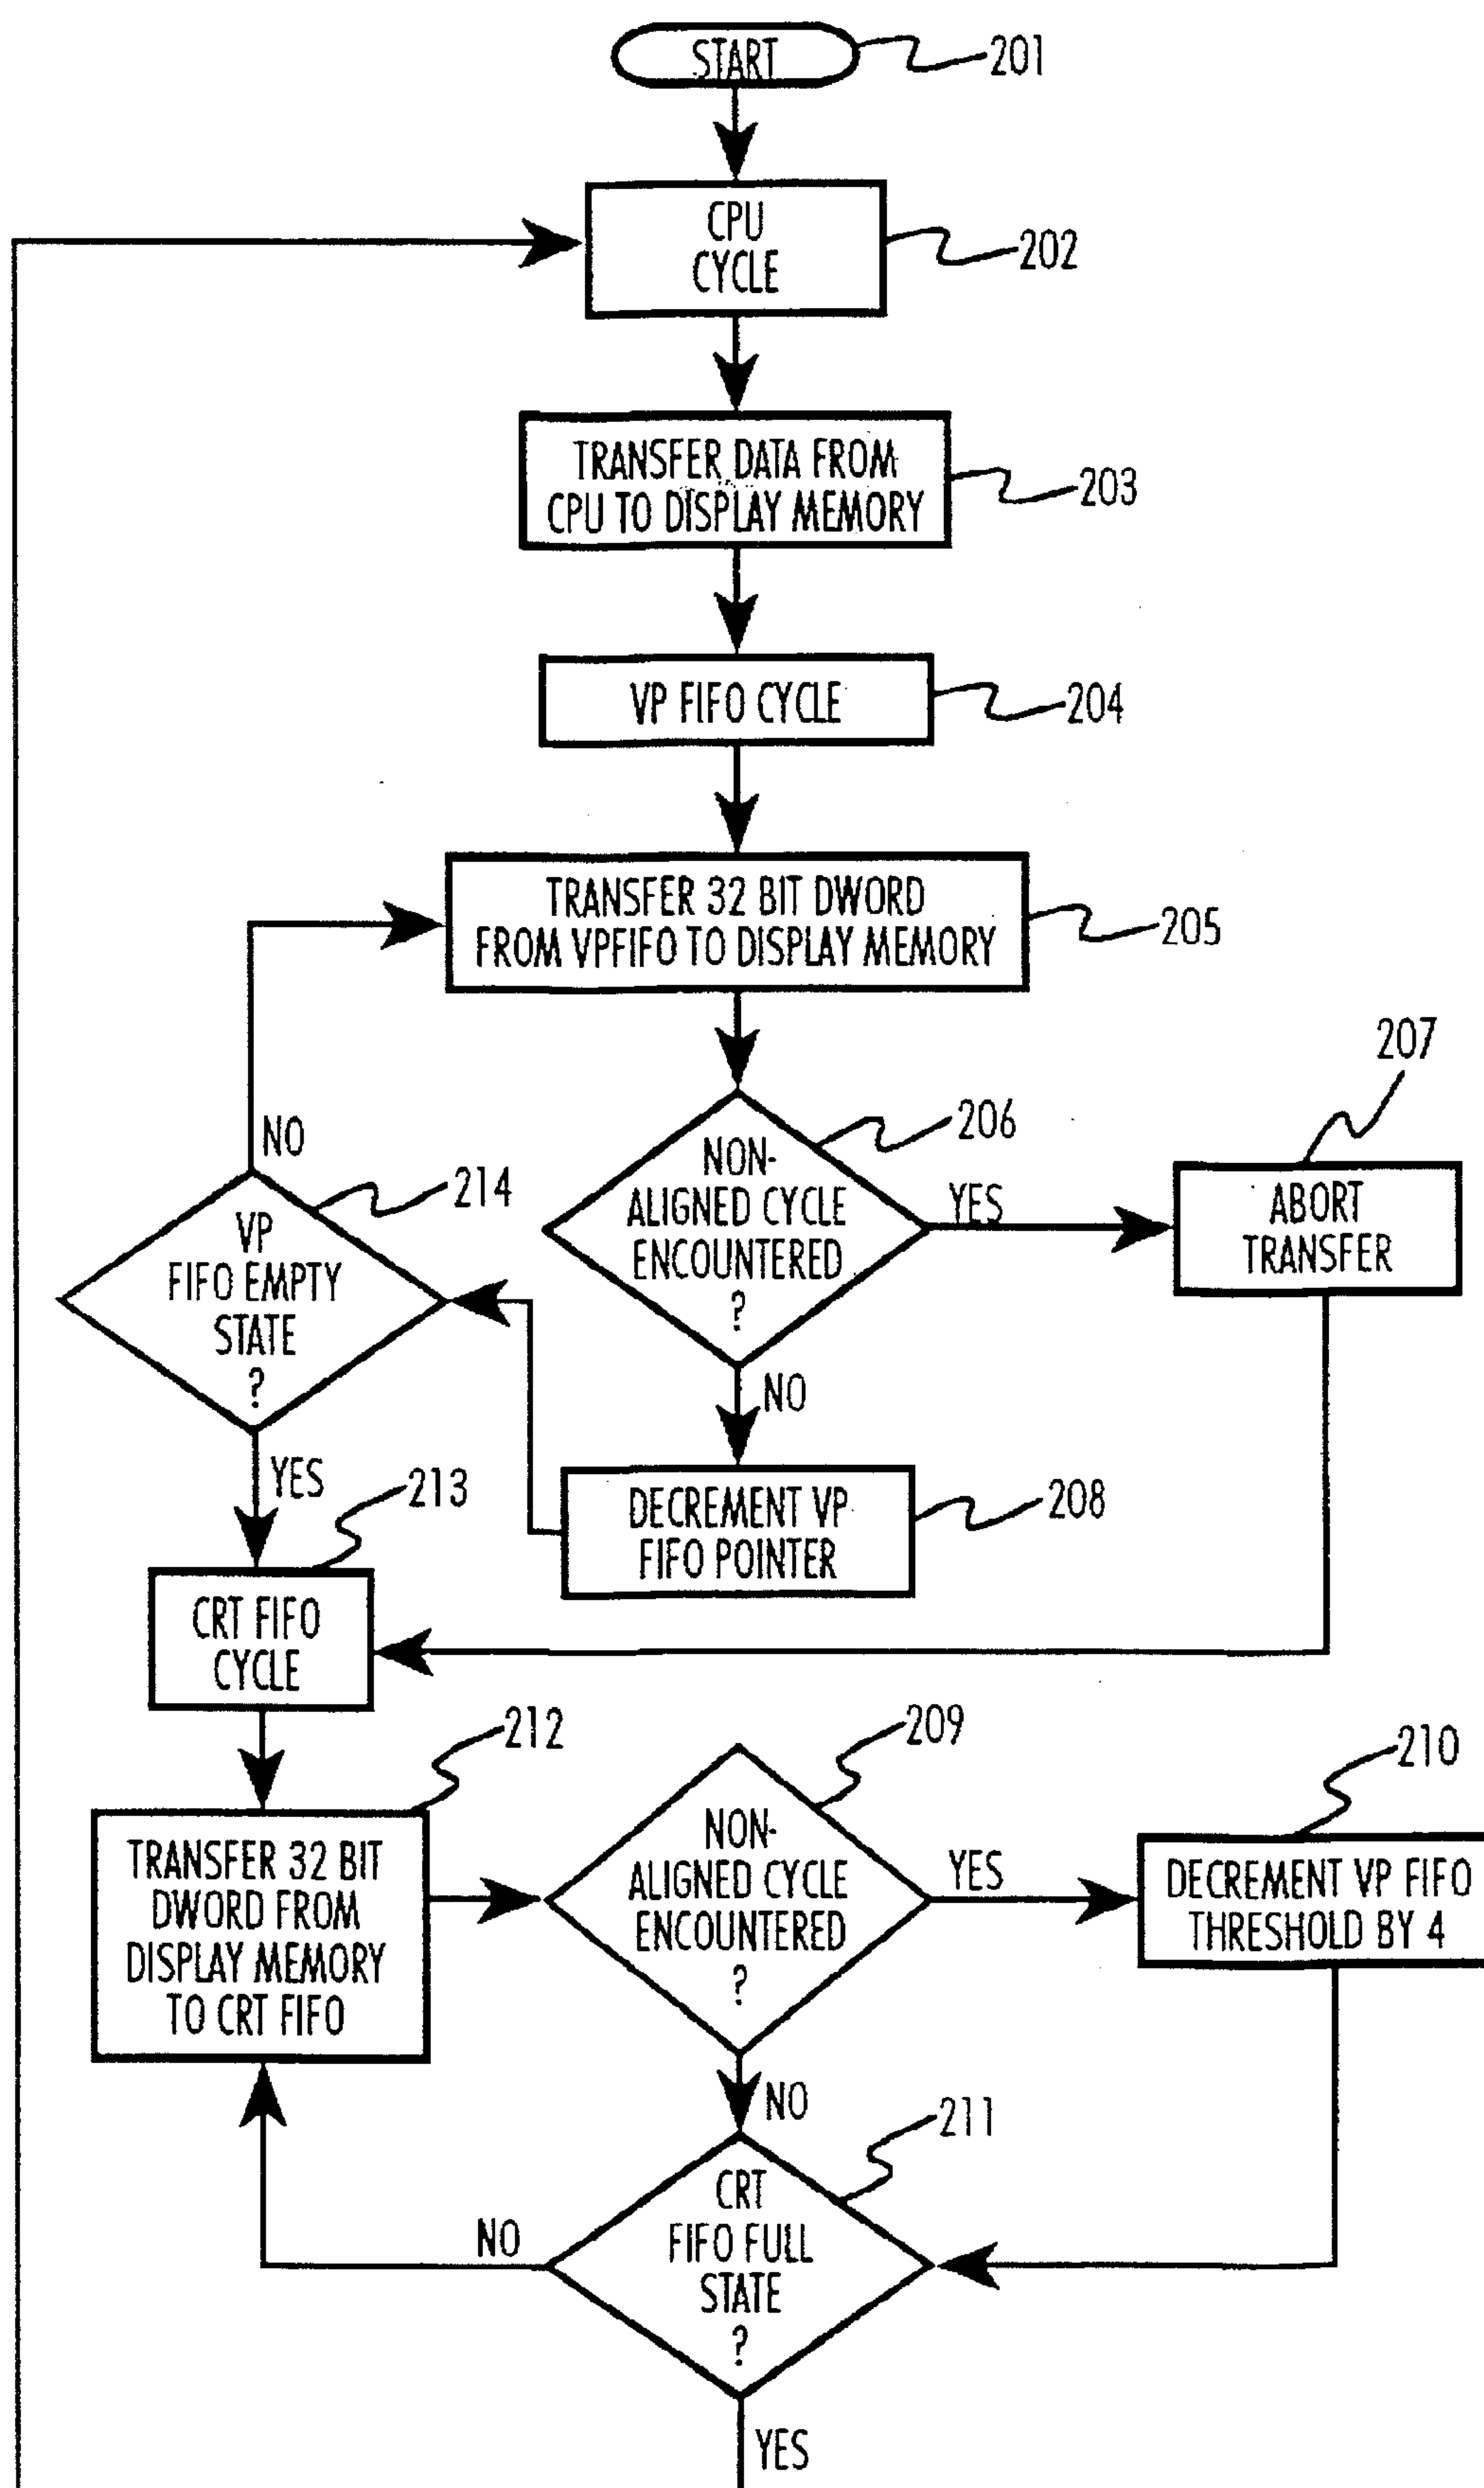 START
201
CPU
CYCLE
202
TRANSFER DATA FROM
CPU TO DISPLAY MEMORY
203
VP FIFO CYCLE
204
TRANSFER 32 BIT DWORD
FROM VPFIFO TO DISPLAY MEMORY
205
NON-
ALIGNED CYCLE
ENCOUNTERED
?
206
YES
207
ABORT
TRANSFER
NO
DECREMENT VP
FIFO POINTER
208
NO
214
VP
FIFO EMPTY
STATE
?
YES
213
CRT FIFO
CYCLE
212
TRANSFER 32 BIT
DWORD FROM
DISPLAY MEMORY
TO CRT FIFO
209
NON-
ALIGNED CYCLE
ENCOUNTERED
?
YES
210
DECREMENT VP FIFO
THRESHOLD BY 4
NO
211
CRT
FIFO FULL
STATE
?
NO
YES